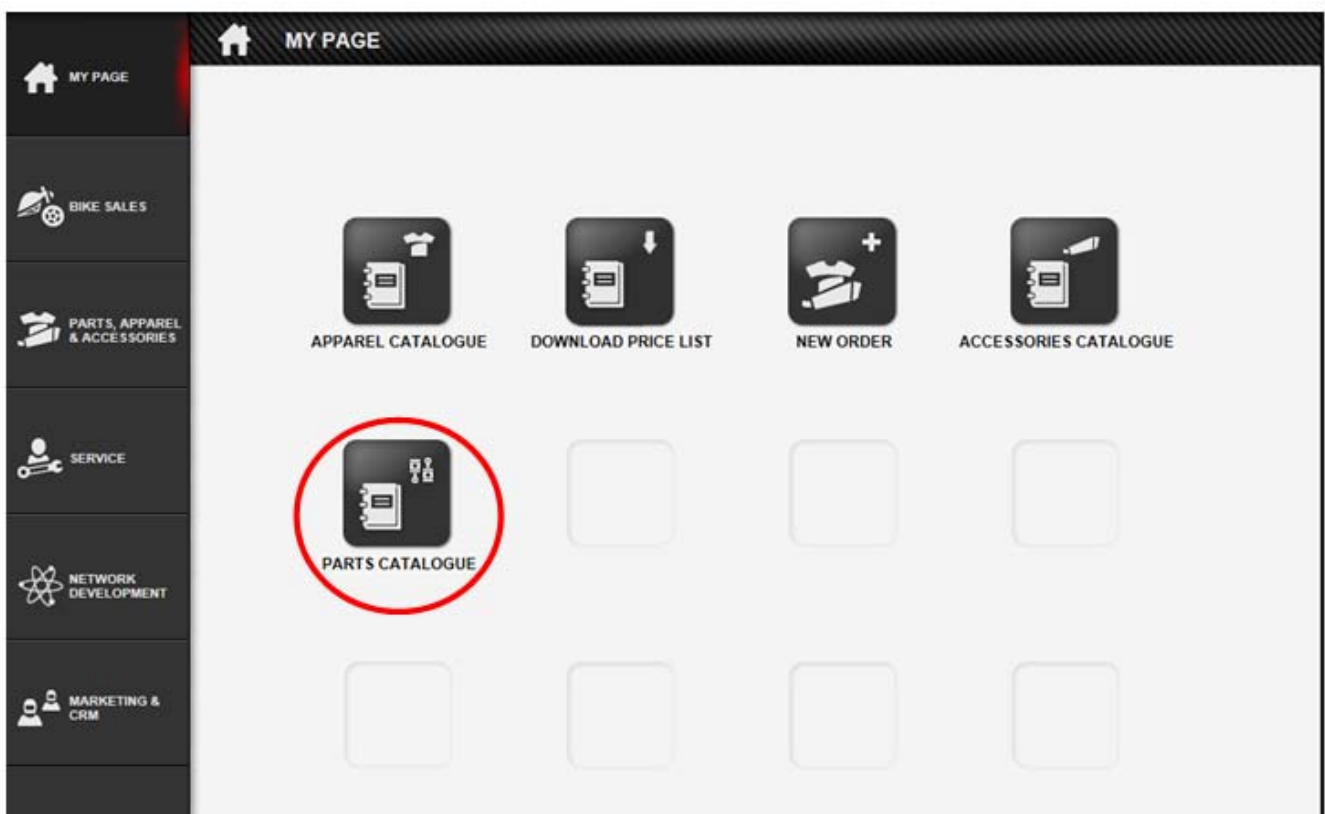 MY PAGE
MY PAGE
BIKE SALES
PARTS, APPAREL
& ACCESSORIES
SERVICE
NETWORK
DEVELOPMENT
MARKETING &
CRM
APPAREL CATALOGUE
DOWNLOAD PRICE LIST
NEW ORDER
ACCESSORIES CATALOGUE
PARTS CATALOGUE